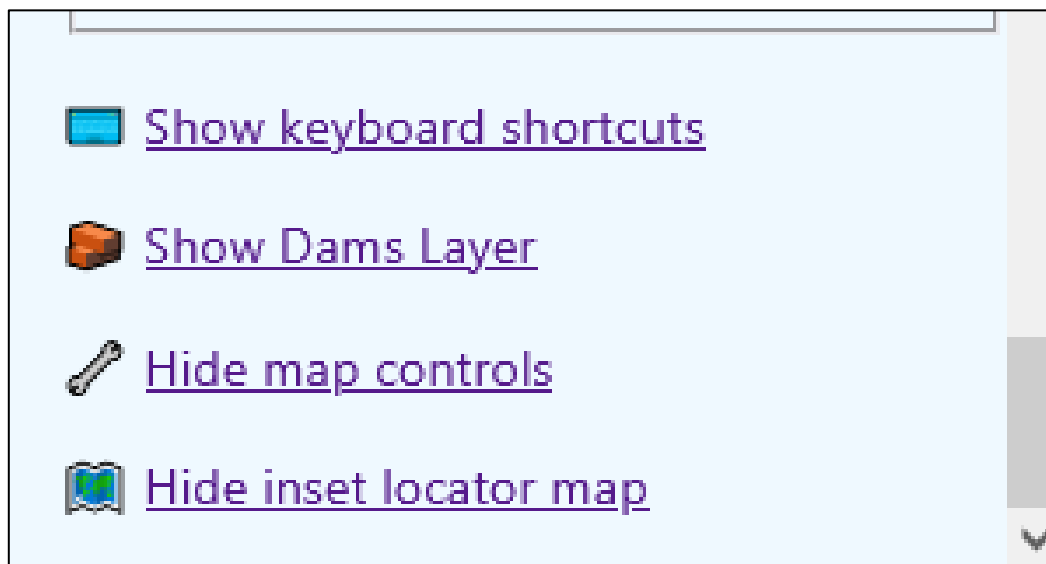 Show keyboard shortcuts
Show Dams Layer
Hide map controls
Hide inset locator map